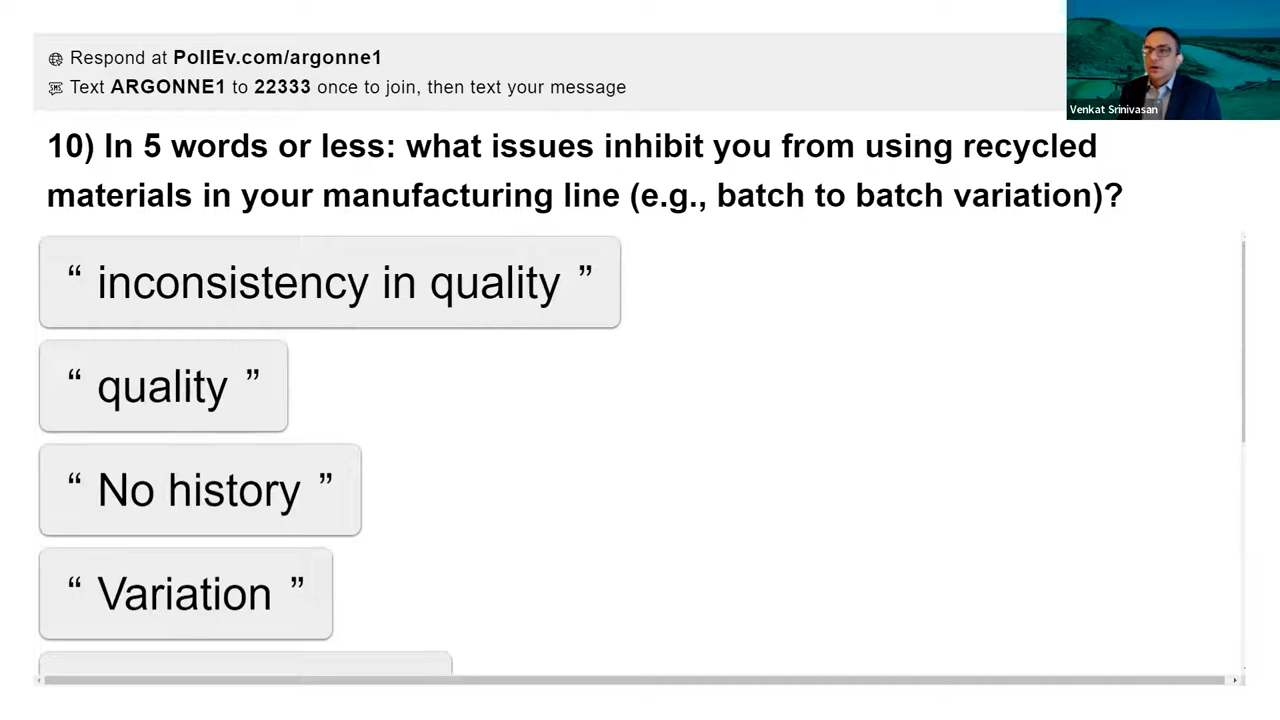 Respond at PollEv.com/argonne1
Text ARGONNE1 to 22333 once to join, then text your message
Venkat Srinivasan
10) In 5 words or less: what issues inhibit you from using recycled
materials in your manufacturing line (e.g., batch to batch variation)?
“ inconsistency in quality ”
“ quality ”
“ No history ”
“ Variation ”